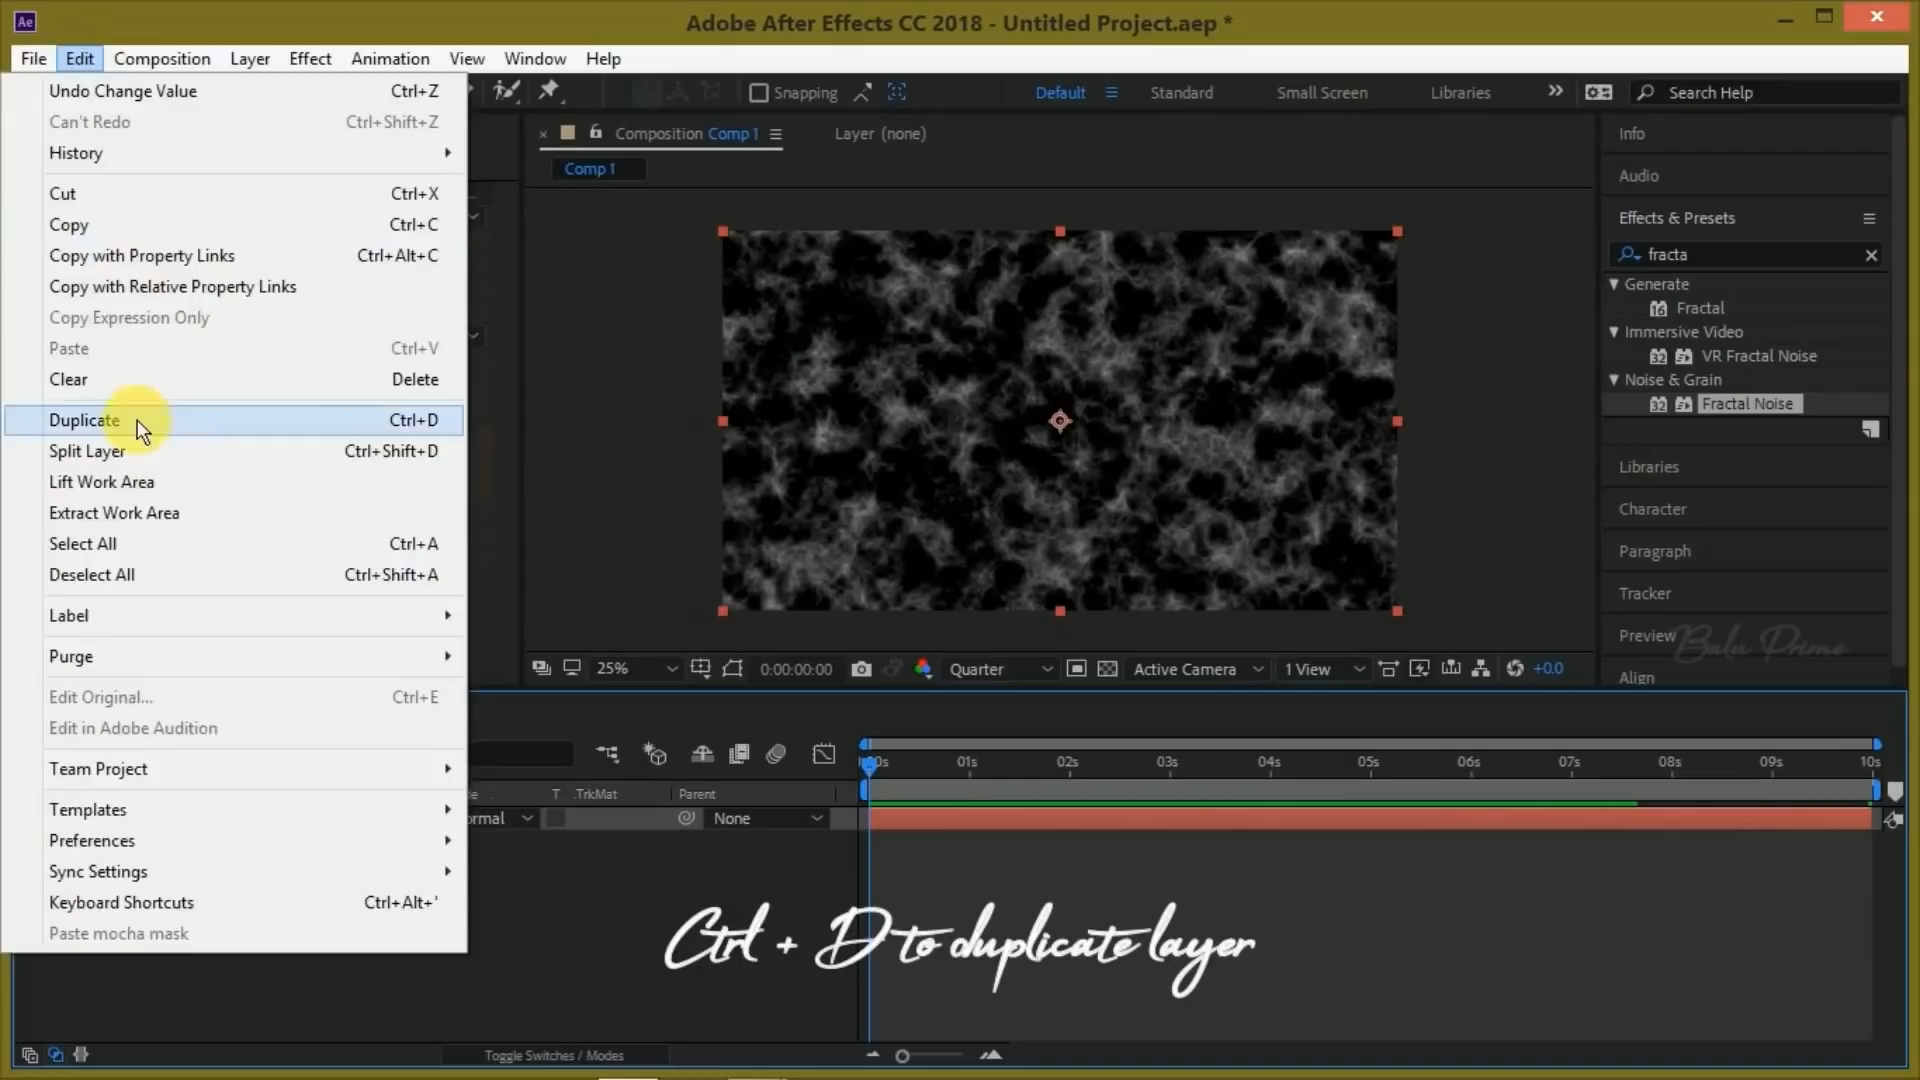 Ae
Adobe After Effects CC 2018 - Untitled Project.aep *
File Edit Composition Layer Effect Animation View Window Help
Undo Change Value Ctrl+Z
Can't Redo Ctrl+Shift+Z
History
Cut Ctrl+X
Copy Ctrl+C
Copy with Property Links Ctrl+Alt+C
Copy with Relative Property Links
Copy Expression Only
Paste Ctrl+V
Clear Delete
Duplicate Ctrl+D
Split Layer Ctrl+Shift+D
Lift Work Area
Extract Work Area
Select All Ctrl+A
Deselect All Ctrl+Shift+A
Label
Purge
Edit Original... Ctrl+E
Edit in Adobe Audition
Team Project
Templates
Preferences
Sync Settings
Keyboard Shortcuts Ctrl+Alt+'
Paste mocha mask
Snapping Default Standard Small Screen Libraries Search Help
Composition Comp 1 Layer (none)
Comp 1
25% 0:00:00:00 Quarter Active Camera 1 View +0.0
Info
Audio
Effects & Presets
fracta
Generate
16 Fractal
Immersive Video
32 VR Fractal Noise
Noise & Grain
32 Fractal Noise
Libraries
Character
Paragraph
Tracker
Preview
Balu Prime
Align
01s 02s 03s 04s 05s 06s 07s 08s 09s 10s
T .TrkMat Parent
None
Ctrl + D to duplicate layer
Toggle Switches / Modes